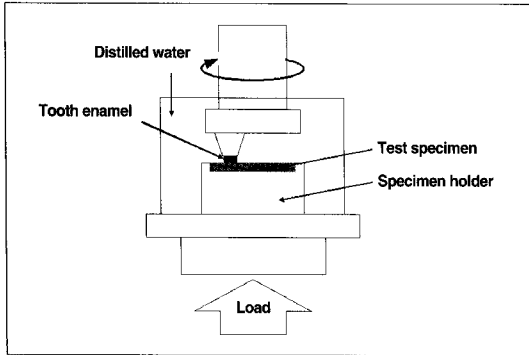 Distilled water
Tooth enamel
Test specimen
Specimen holder
Load